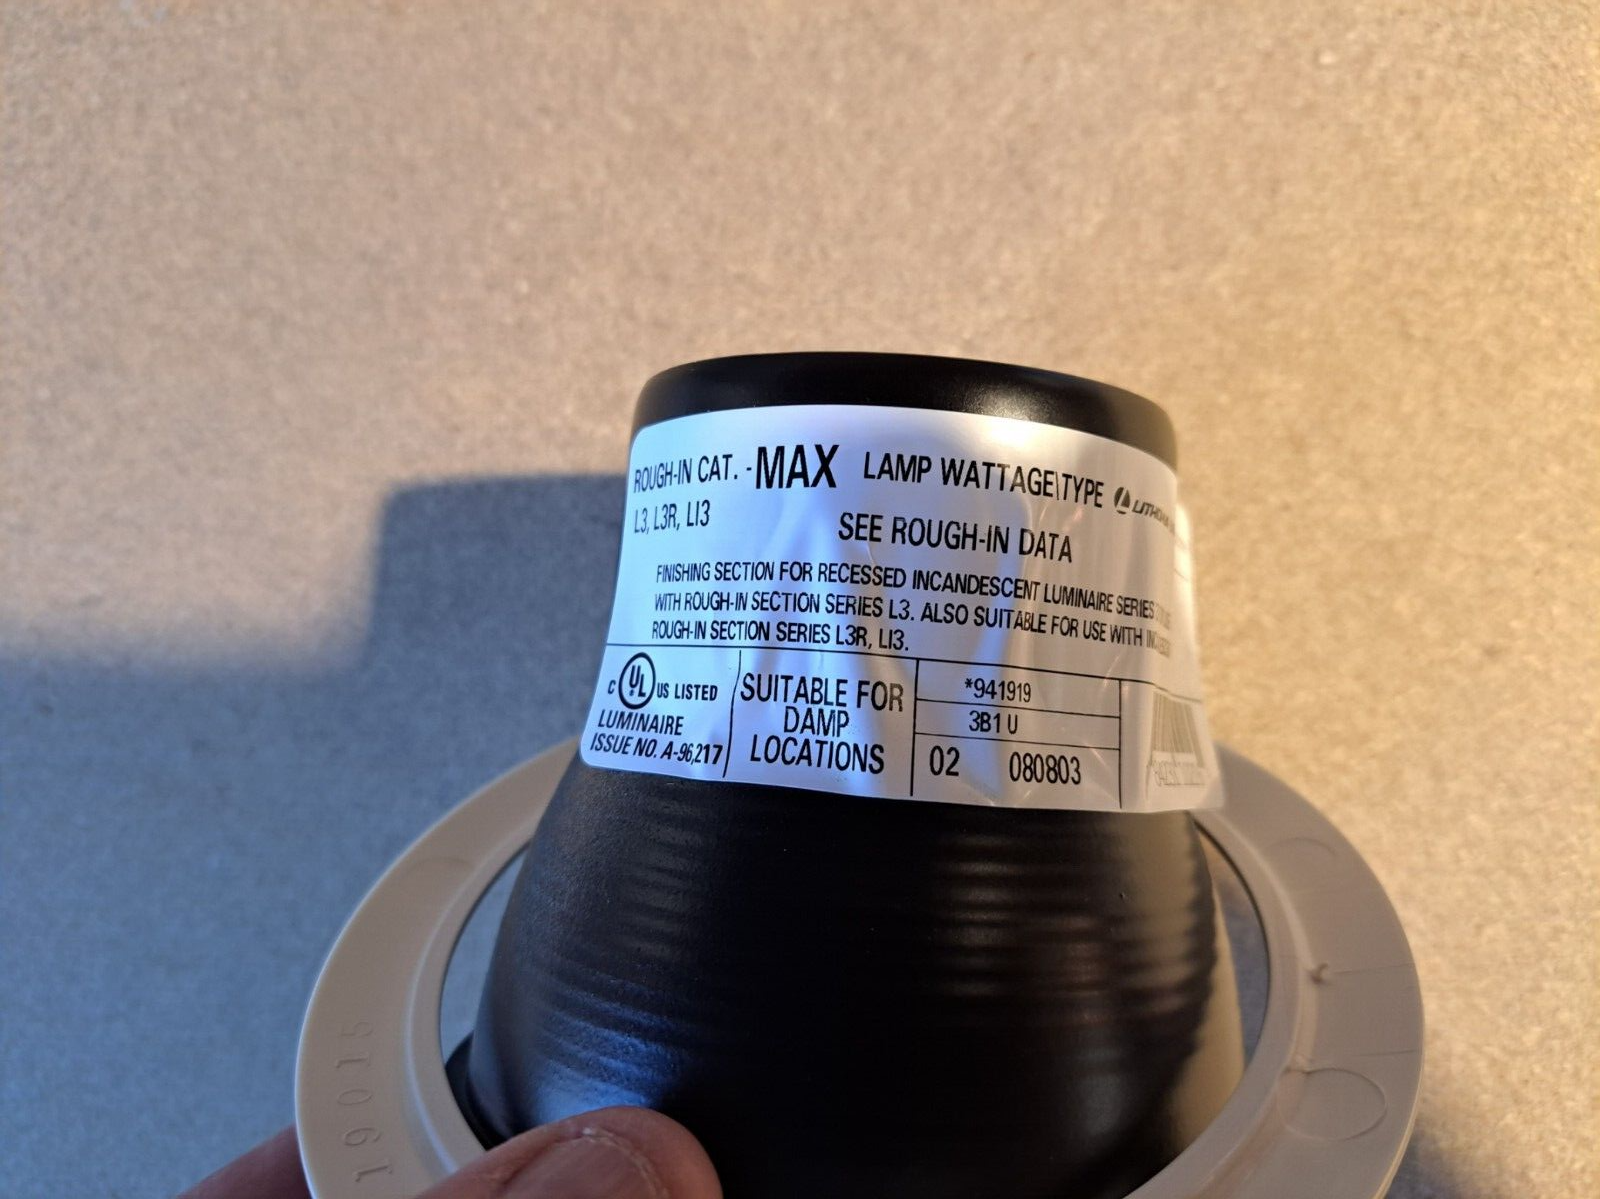 ROUGH-IN CAT. - MAX LAMP WATTAGE\TYPE
L3, L3R, LI3
SEE ROUGH-IN DATA
FINISHING SECTION FOR RECESSED INCANDESCENT LUMINAIRE SERIES
WITH ROUGH-IN SECTION SERIES L3. ALSO SUITABLE FOR USE WITH
ROUGH-IN SECTION SERIES L3R, LI3.
C UL US LISTED
LUMINAIRE
ISSUE NO. A-96,217
SUITABLE FOR
DAMP
LOCATIONS
*941919
3B1 U
02 080803
19015